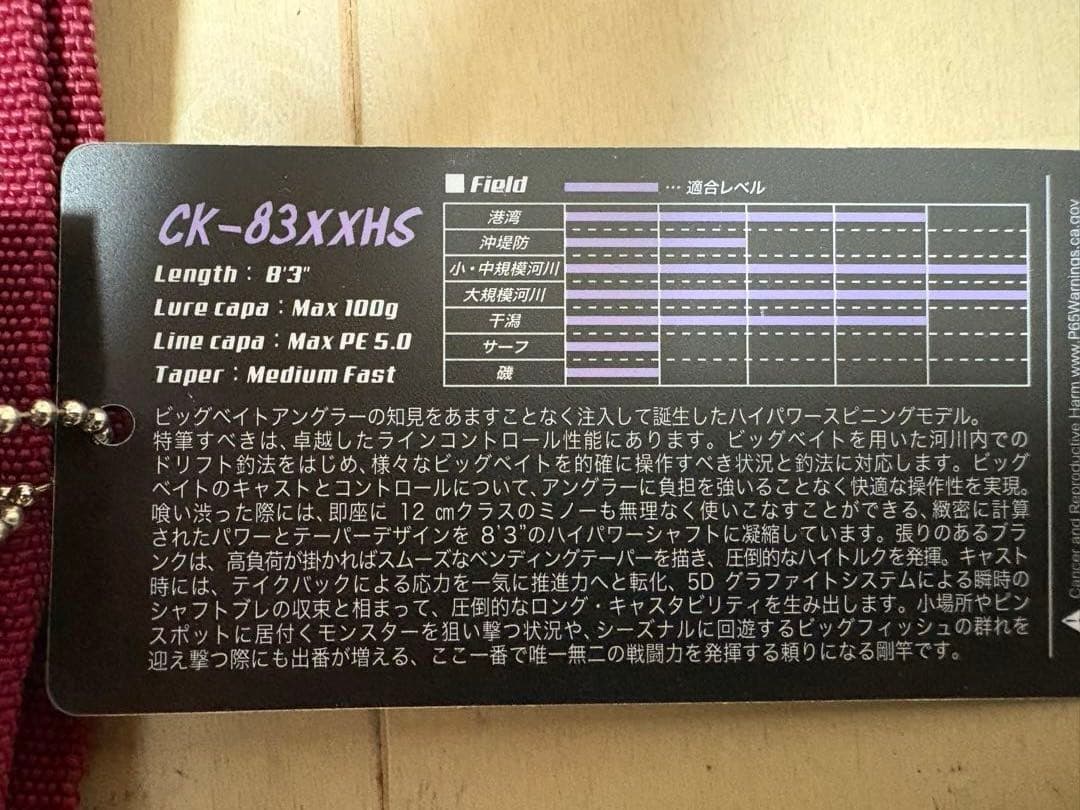 CK-83XXHS
Length : 8'3"
Lure capa : Max 100g
Line capa : Max PE 5.0
Taper : Medium Fast
■ Field … 適合レベル
港湾
沖堤防
小・中規模河川
大規模河川
干潟
サーフ
磯
ビッグベイトアングラーの知見をあますことなく注入して誕生したハイパワースピニングモデル。
特筆すべきは、卓越したラインコントロール性能にあります。ビッグベイトを用いた河川内での
ドリフト釣法をはじめ、様々なビッグベイトを的確に操作すべき状況と釣法に対応します。ビッグ
ベイトのキャストとコントロールについて、アングラーに負担を強いることなく快適な操作性を実現。
喰い渋った際には、即座に 12 cmクラスのミノーも無理なく使いこなすことができる、緻密に計算
されたパワーとテーパーデザインを 8'3"のハイパワーシャフトに凝縮しています。張りのあるブラ
ンクは、高負荷が掛かればスムーズなベンディングテーパーを描き、圧倒的なハイトルクを発揮。キャスト
時には、テイクバックによる応力を一気に推進力へと転化、5D グラファイトシステムによる瞬時の
シャフトブレの収束と相まって、圧倒的なロング・キャスタビリティを生み出します。小場所やピン
スポットに居付くモンスターを狙い撃つ状況や、シーズナルに回遊するビッグフィッシュの群れを
迎え撃つ際にも出番が増える、ここ一番で唯一無二の戦闘力を発揮する頼りになる剛竿です。
Cancer and Reproductive Harm www.P65Warnings.ca.gov